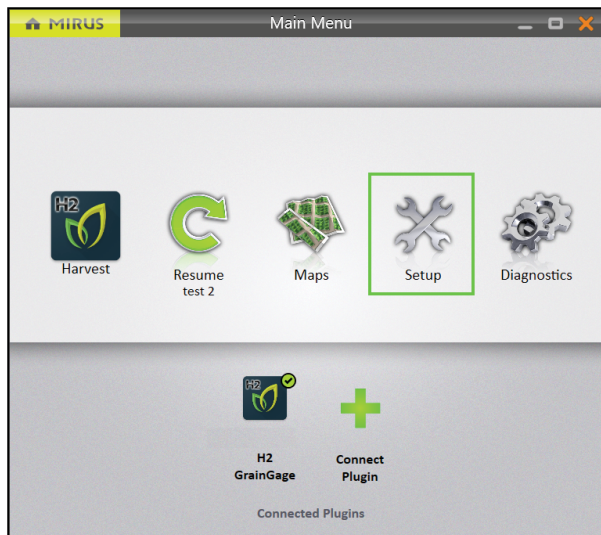 MIRUS
Main Menu
H2
Harvest
Resume
test 2
Maps
Setup
Diagnostics
H2
H2
GrainGage
Connect
Plugin
Connected Plugins